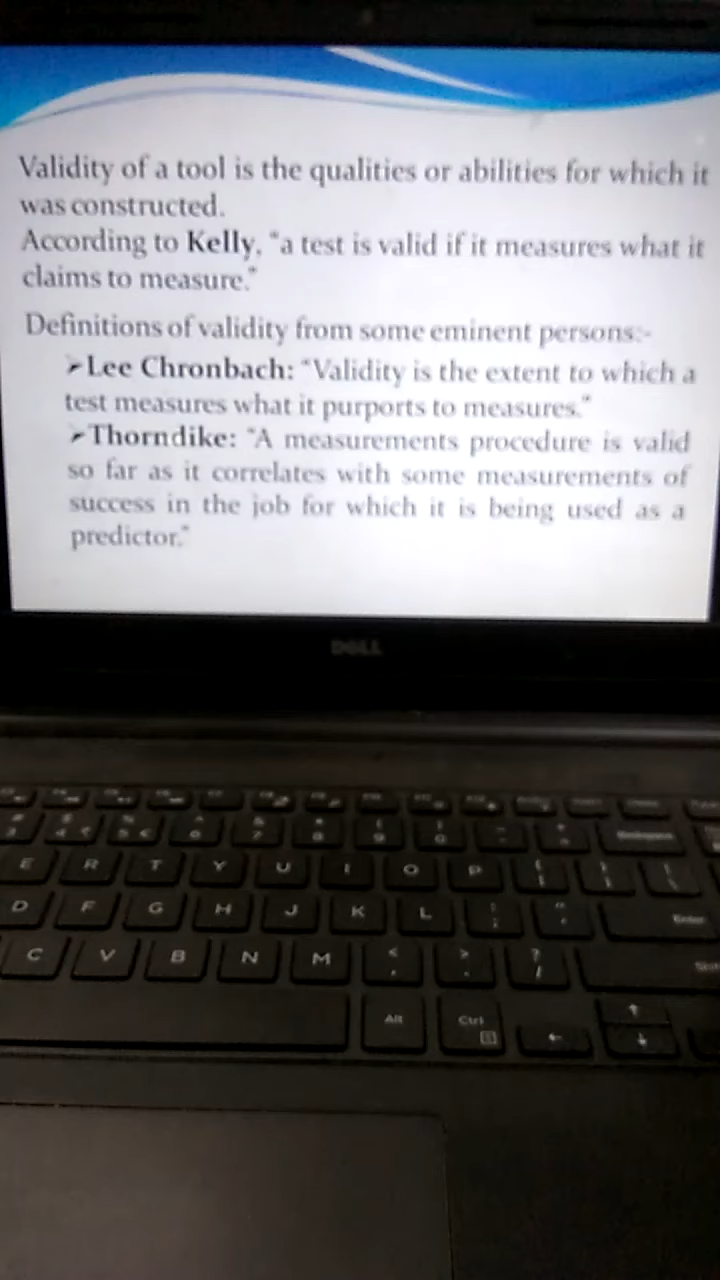 Validity of a tool is the qualities or abilities for which it
was constructed.
According to Kelly, "a test is valid if it measures what it
claims to measure."
Definitions of validity from some eminent persons:-
➢Lee Chronbach: "Validity is the extent to which a
test measures what it purports to measures."
➢Thorndike: "A measurements procedure is valid
so far as it correlates with some measurements of
success in the job for which it is being used as a
predictor."
DELL
E R T Y U I O P
D F G H J K L Enter
C V B N M
Alt Ctrl